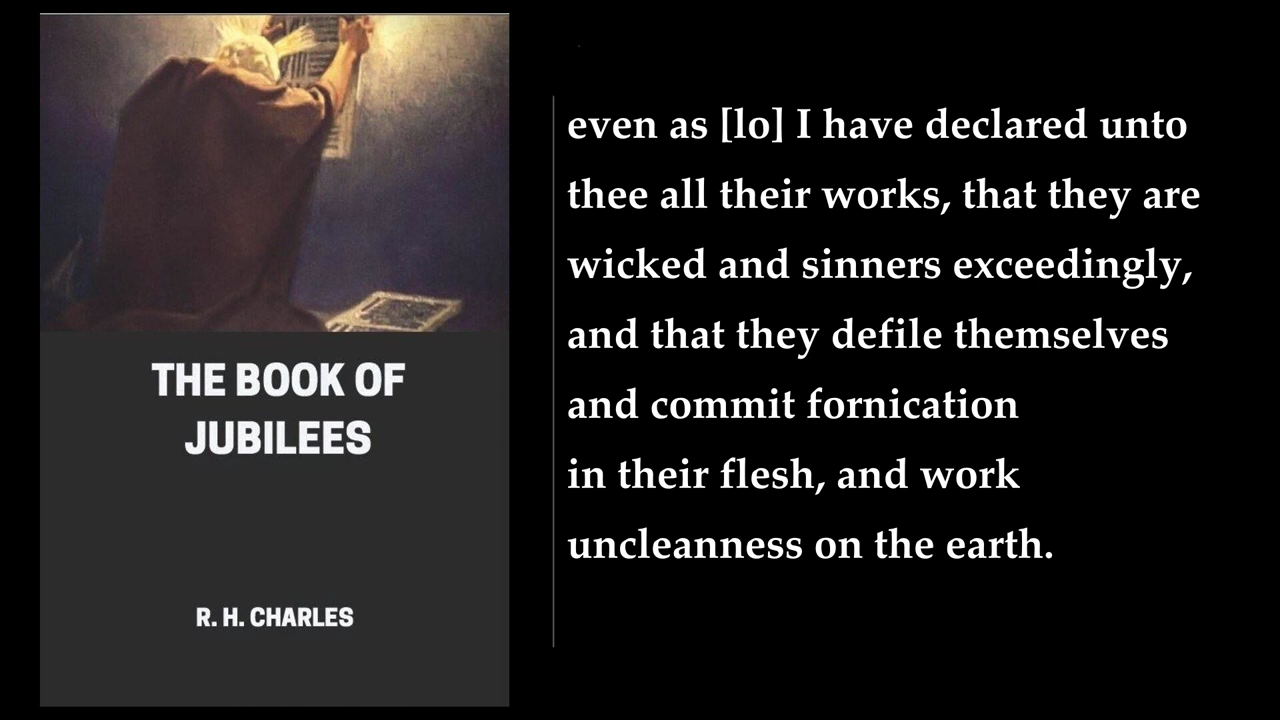 THE BOOK OF
JUBILEES
R. H. CHARLES
even as [lo] I have declared unto
thee all their works, that they are
wicked and sinners exceedingly,
and that they defile themselves
and commit fornication
in their flesh, and work
uncleanness on the earth.